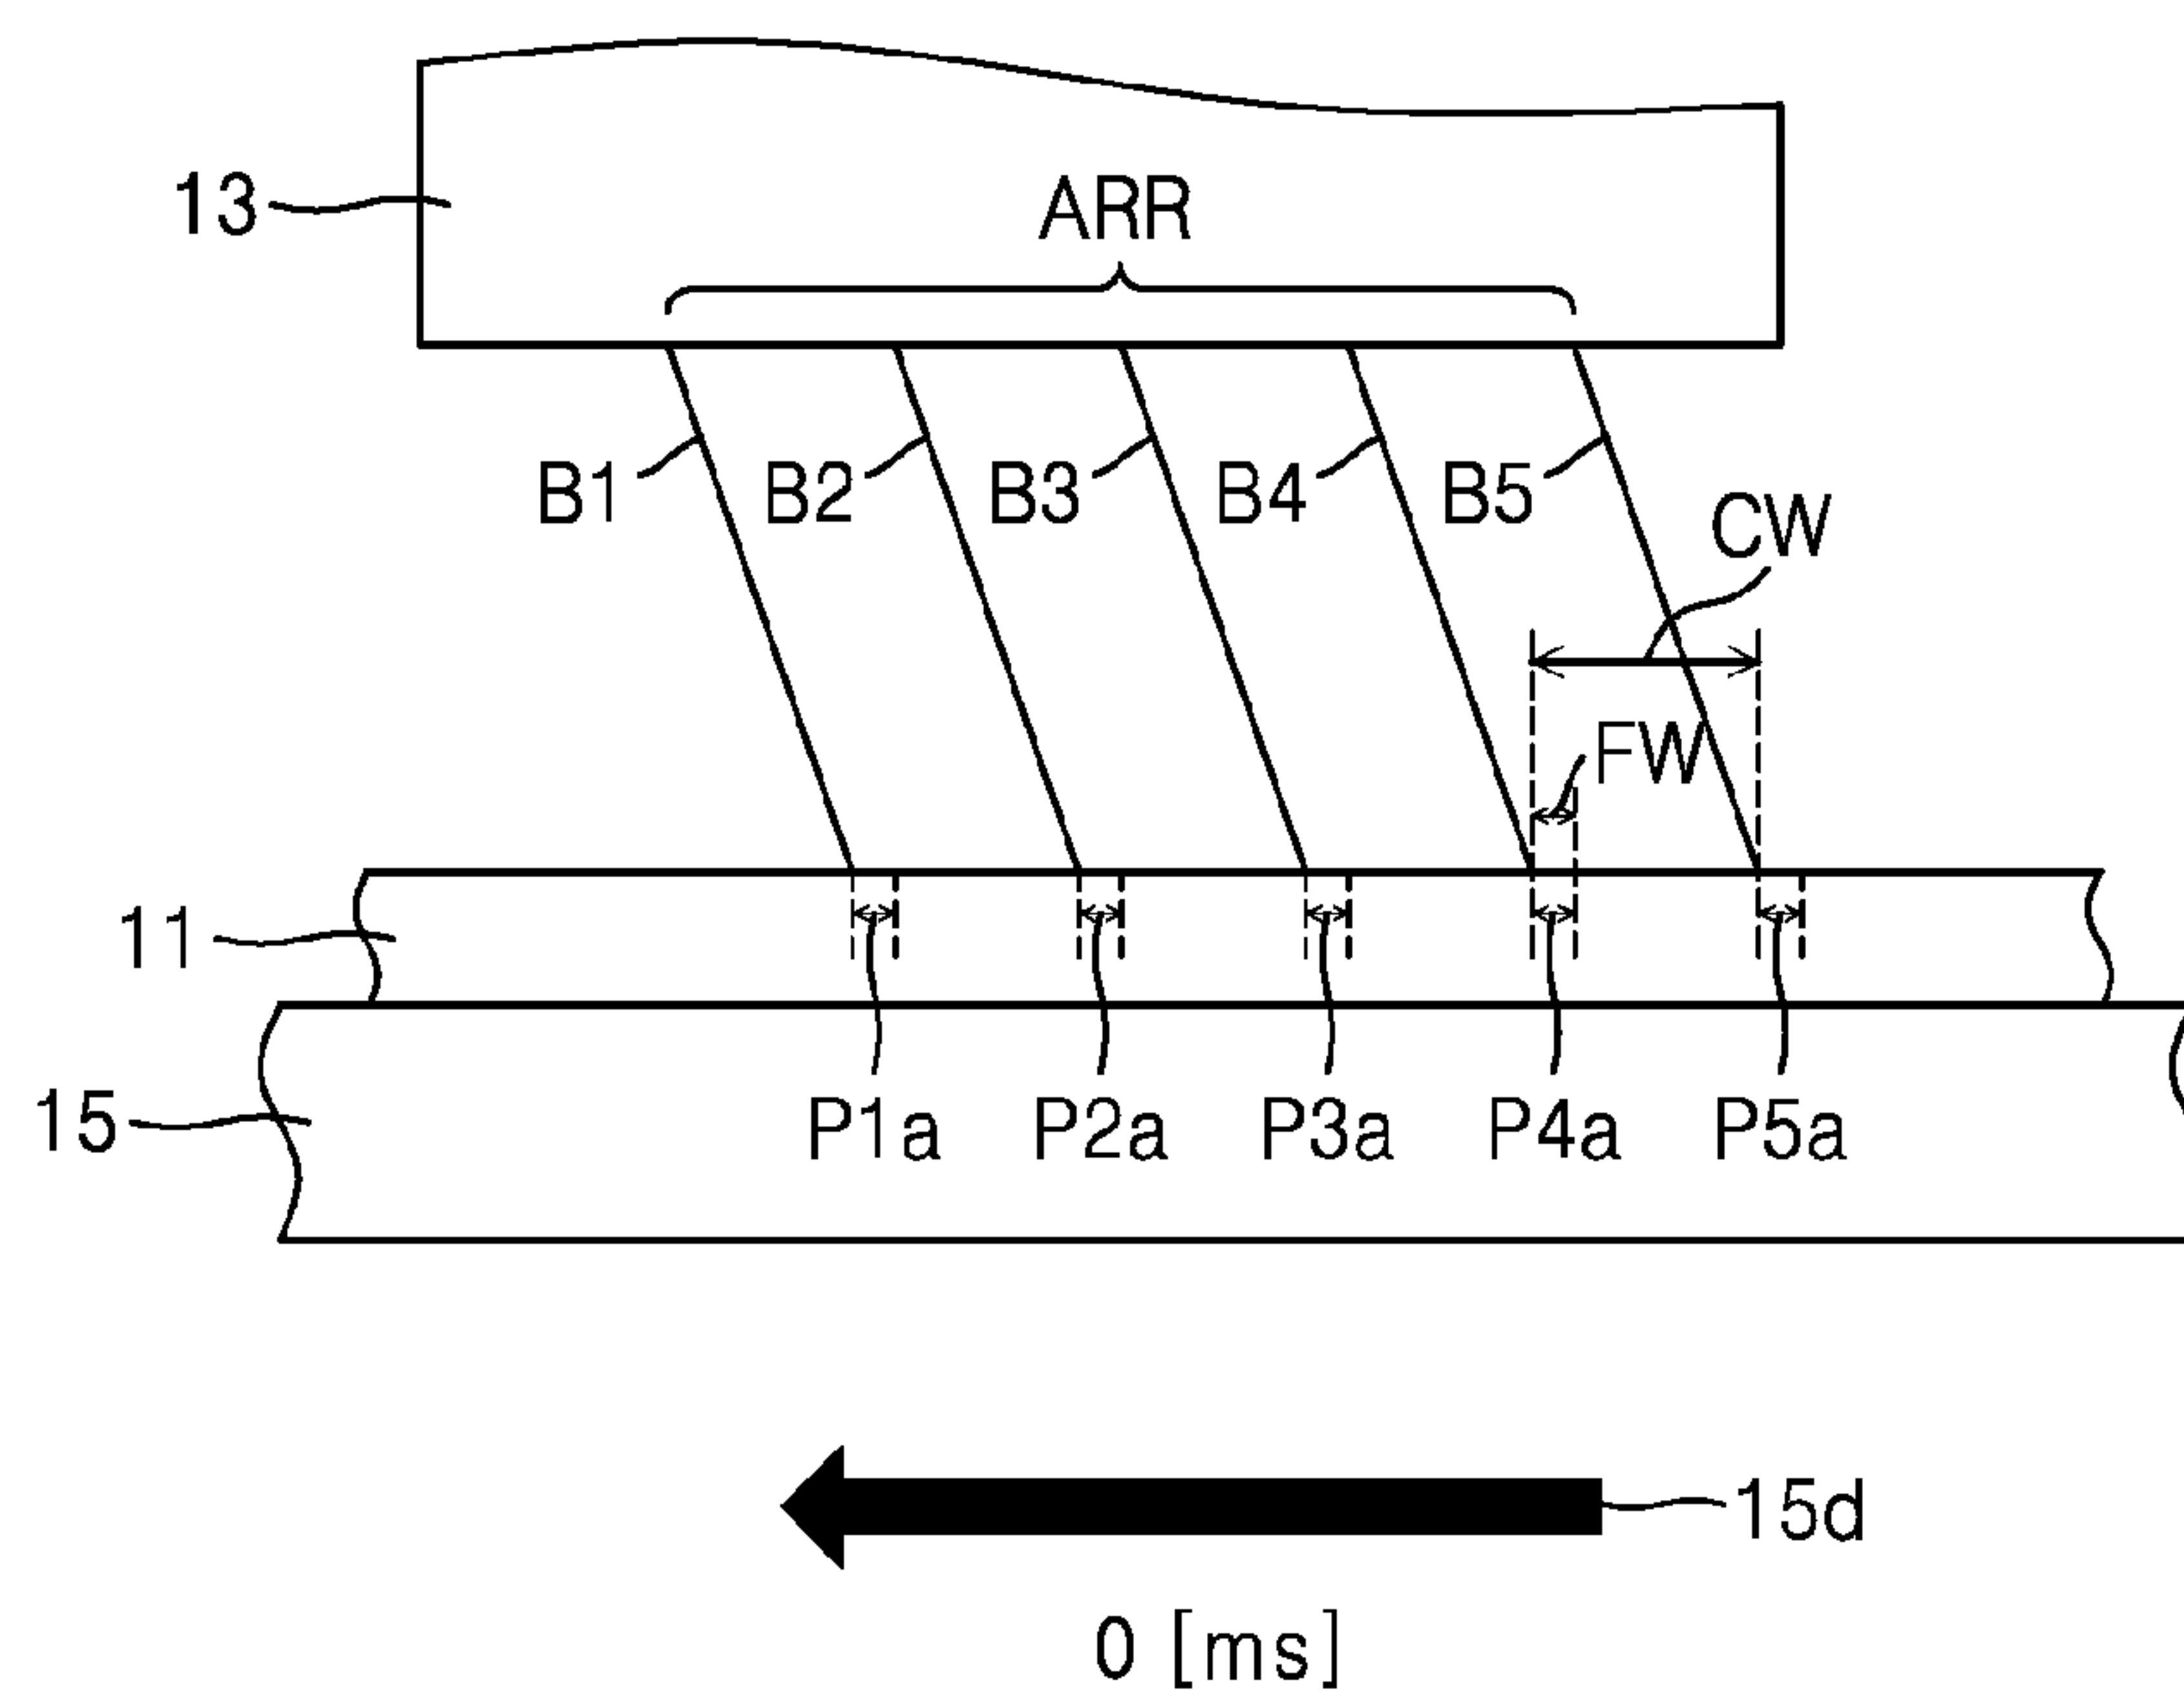 13
ARR
B1 B2 B3 B4 B5
CW
FW
11
15
P1a P2a P3a P4a P5a
15d
0 [ms]